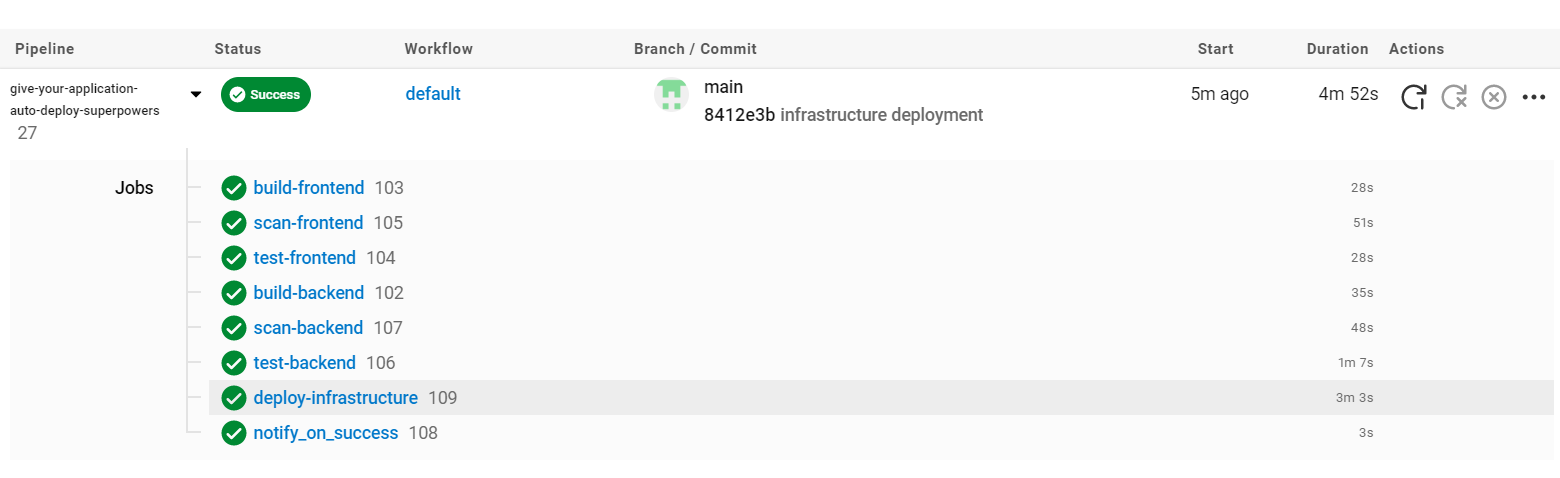 Pipeline Status Workflow Branch / Commit Start Duration Actions
give-your-application-
auto-deploy-superpowers
27
Success
default
main
8412e3b infrastructure deployment
5m ago
4m 52s
Jobs
build-frontend 103 28s
scan-frontend 105 51s
test-frontend 104 28s
build-backend 102 35s
scan-backend 107 48s
test-backend 106 1m 7s
deploy-infrastructure 109 3m 3s
notify_on_success 108 3s